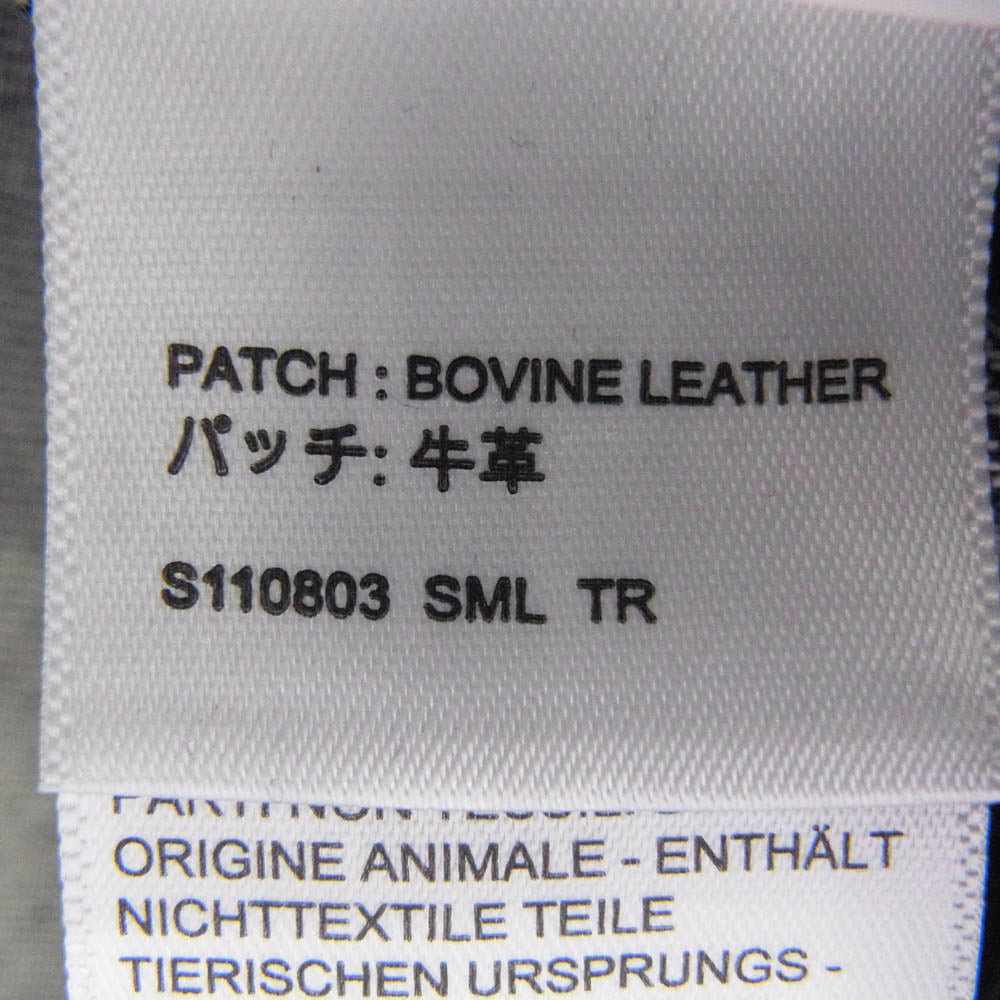 PATCH : BOVINE LEATHER
パッチ: 牛革
S110803 SML TR
ORIGINE ANIMALE - ENTHÄLT
NICHTTEXTILE TEILE
TIERISCHEN URSPRUNGS -